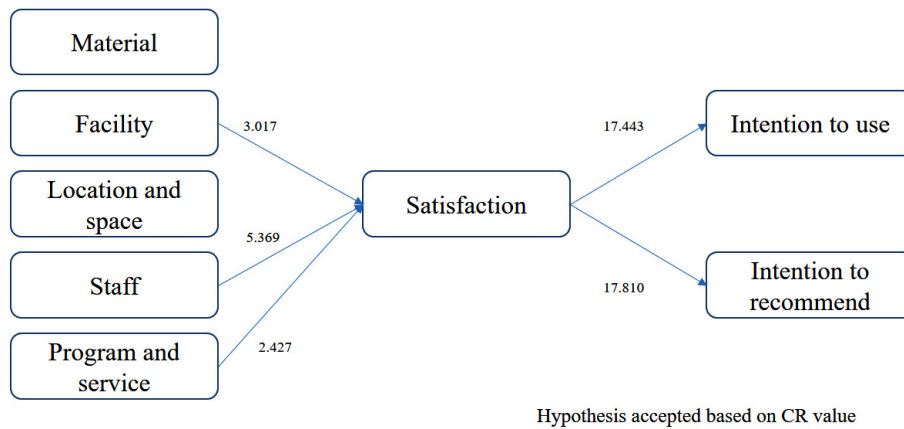 Material
Facility
3.017
17.443
Intention to use
Location and
space
Satisfaction
Staff
5.369
17.810
Intention to
recommend
Program and
service
2.427
Hypothesis accepted based on CR value